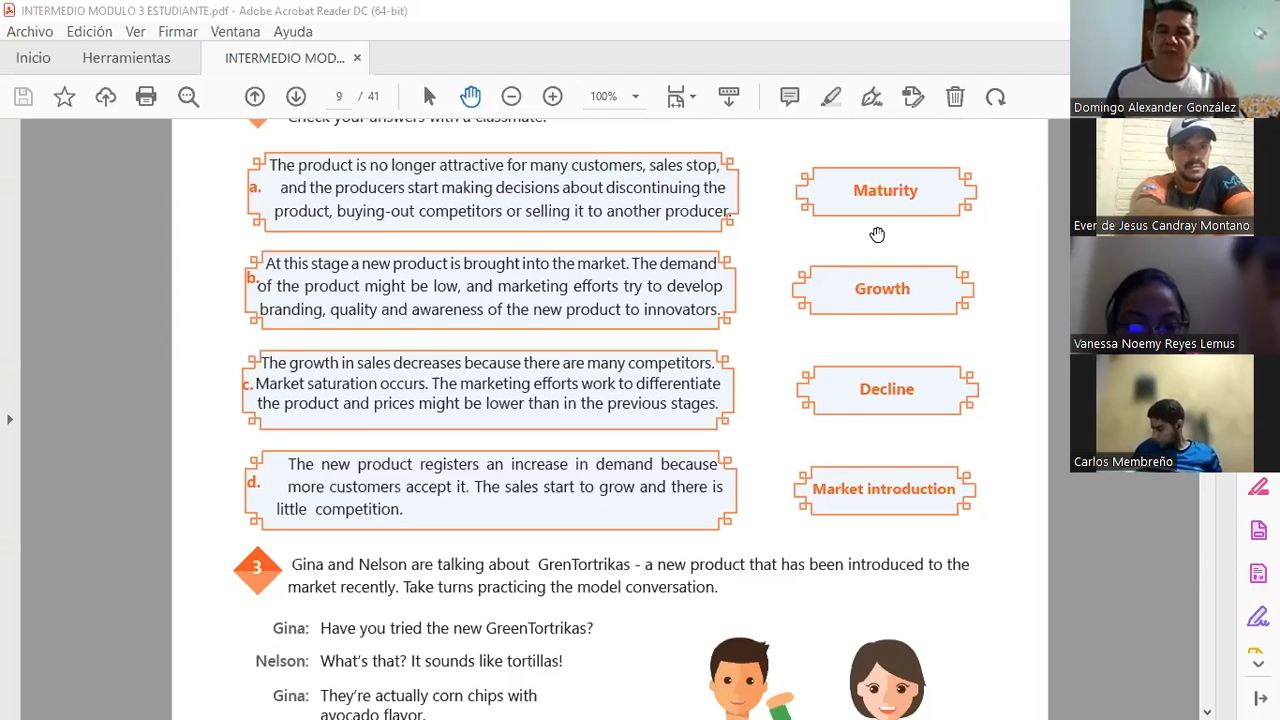 INTERMEDIO MODULO 3 ESTUDIANTE.pdf - Adobe Acrobat Reader DC (64-bit)
Archivo Edición Ver Firmar Ventana Ayuda
Inicio Herramientas INTERMEDIO MOD... ×
9 / 41 100%
Check your answers with a classmate.
a. The product is no longer attractive for many customers, sales stop,
and the producers start making decisions about discontinuing the
product, buying-out competitors or selling it to another producer.
Maturity
b. At this stage a new product is brought into the market. The demand
of the product might be low, and marketing efforts try to develop
branding, quality and awareness of the new product to innovators.
Growth
c. The growth in sales decreases because there are many competitors.
Market saturation occurs. The marketing efforts work to differentiate
the product and prices might be lower than in the previous stages.
Decline
d. The new product registers an increase in demand because
more customers accept it. The sales start to grow and there is
little competition.
Market introduction
3 Gina and Nelson are talking about GrenTortrikas - a new product that has been introduced to the
market recently. Take turns practicing the model conversation.
Gina: Have you tried the new GreenTortrikas?
Nelson: What's that? It sounds like tortillas!
Gina: They're actually corn chips with
avocado flavor.
Domingo Alexander González
Ever de Jesus Candray Montano
Vanessa Noemy Reyes Lemus
Carlos Membreño